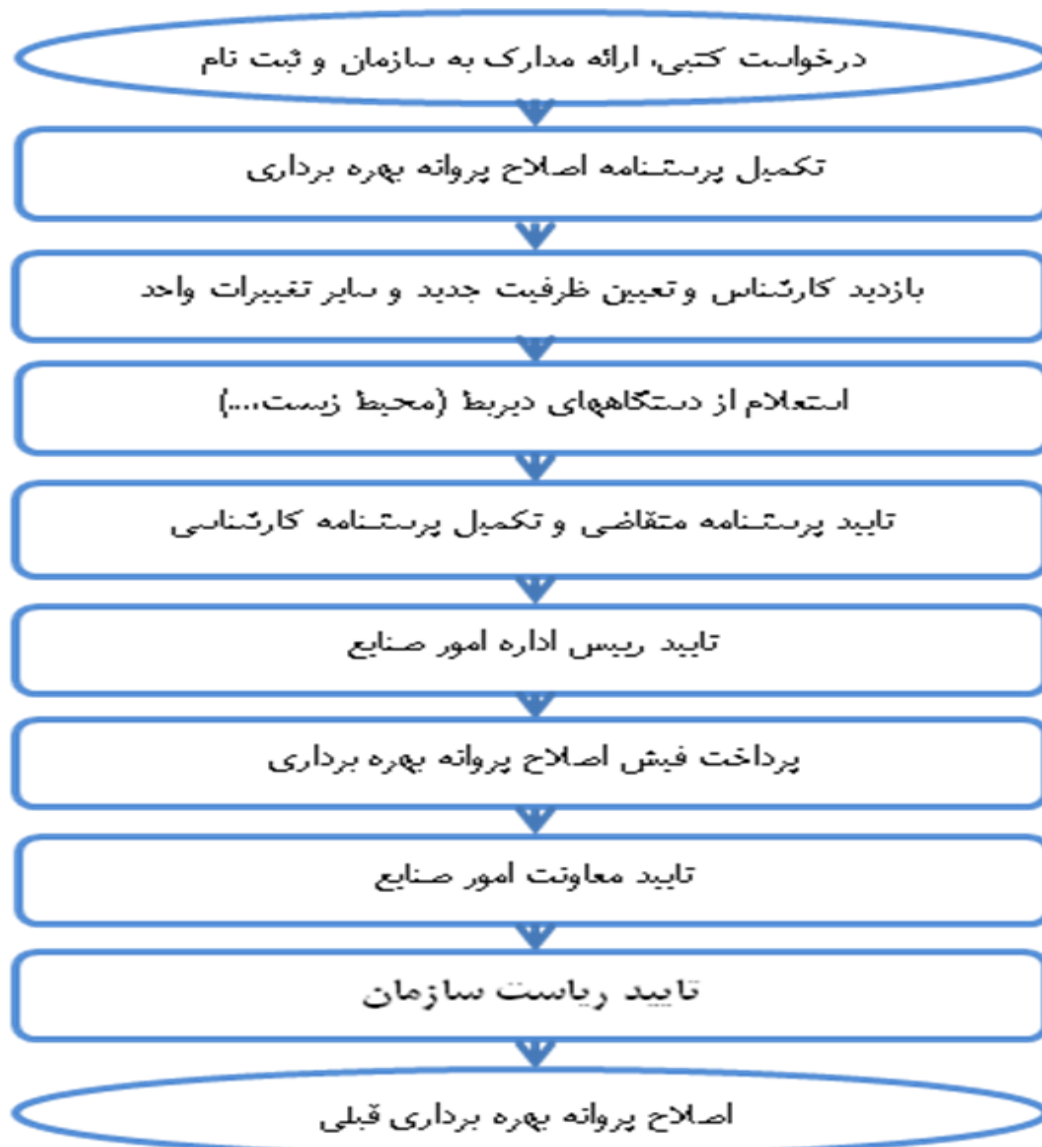 درخواست کتبی، ارائه مدارک به سازمان و ثبت نام
تکمیل پرسشنامه اصلاح پروانه بهره برداری
بازدید کارشناس و تعیین ظرفیت جدید و سایر تغییرات واحد
استعلام از دستگاههای ذیربط (محیط زیست،...)
تایید پرسشنامه متقاضی و تکمیل پرسشنامه کارشناسی
تایید رییس اداره امور صنایع
پرداخت فیش اصلاح پروانه بهره برداری
تایید معاونت امور صنایع
تایید ریاست سازمان
اصلاح پروانه بهره برداری قبلی